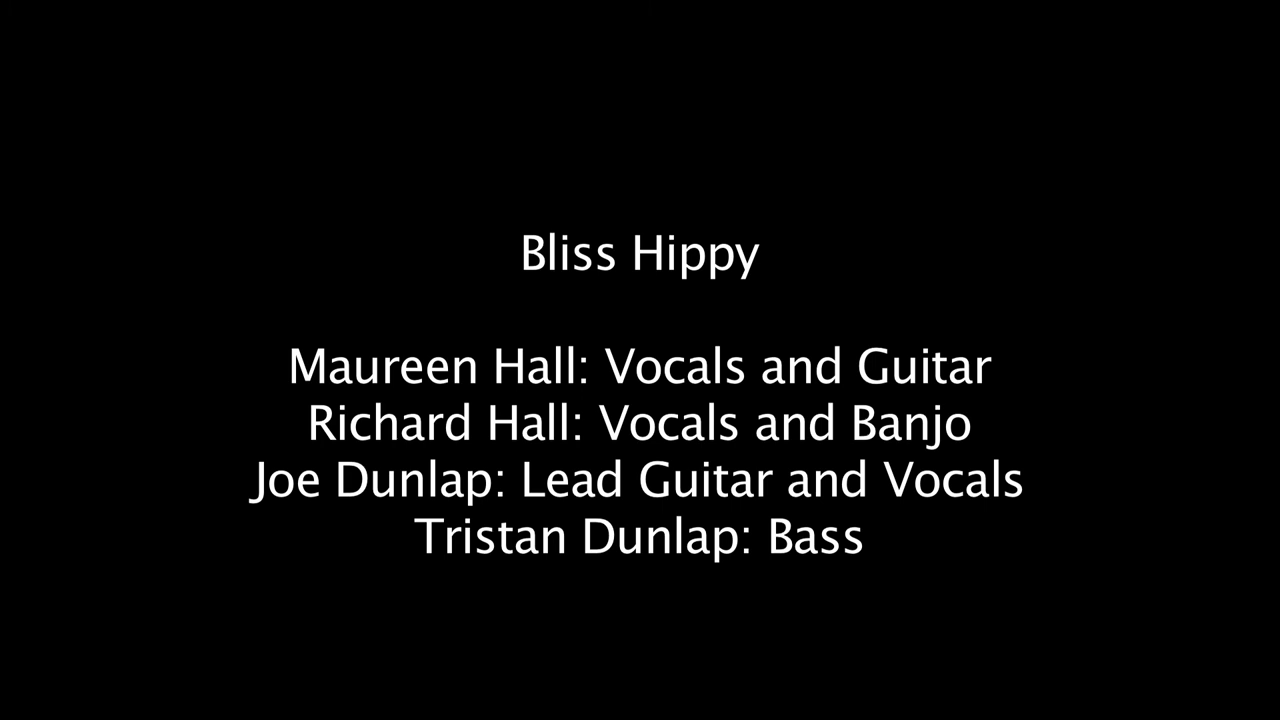 Bliss Hippy
Maureen Hall: Vocals and Guitar
Richard Hall: Vocals and Banjo
Joe Dunlap: Lead Guitar and Vocals
Tristan Dunlap: Bass